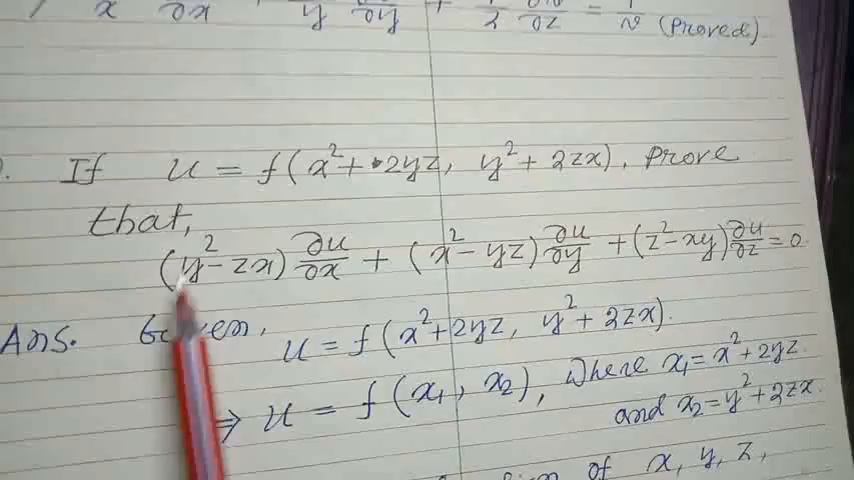 x ∂x y ∂y + z ∂z = n (Proved).
If u = f(x²+2yz, y²+2zx), Prove
that,
(y²-zx) ∂u/∂x + (x²-yz) ∂u/∂y + (z²-xy) ∂u/∂z = 0
Ans. Given,
u = f(x²+2yz, y²+2zx).
⇒ u = f(x₁, x₂), Where x₁ = x²+2yz
and x₂ = y²+2zx.
of x, y, z,